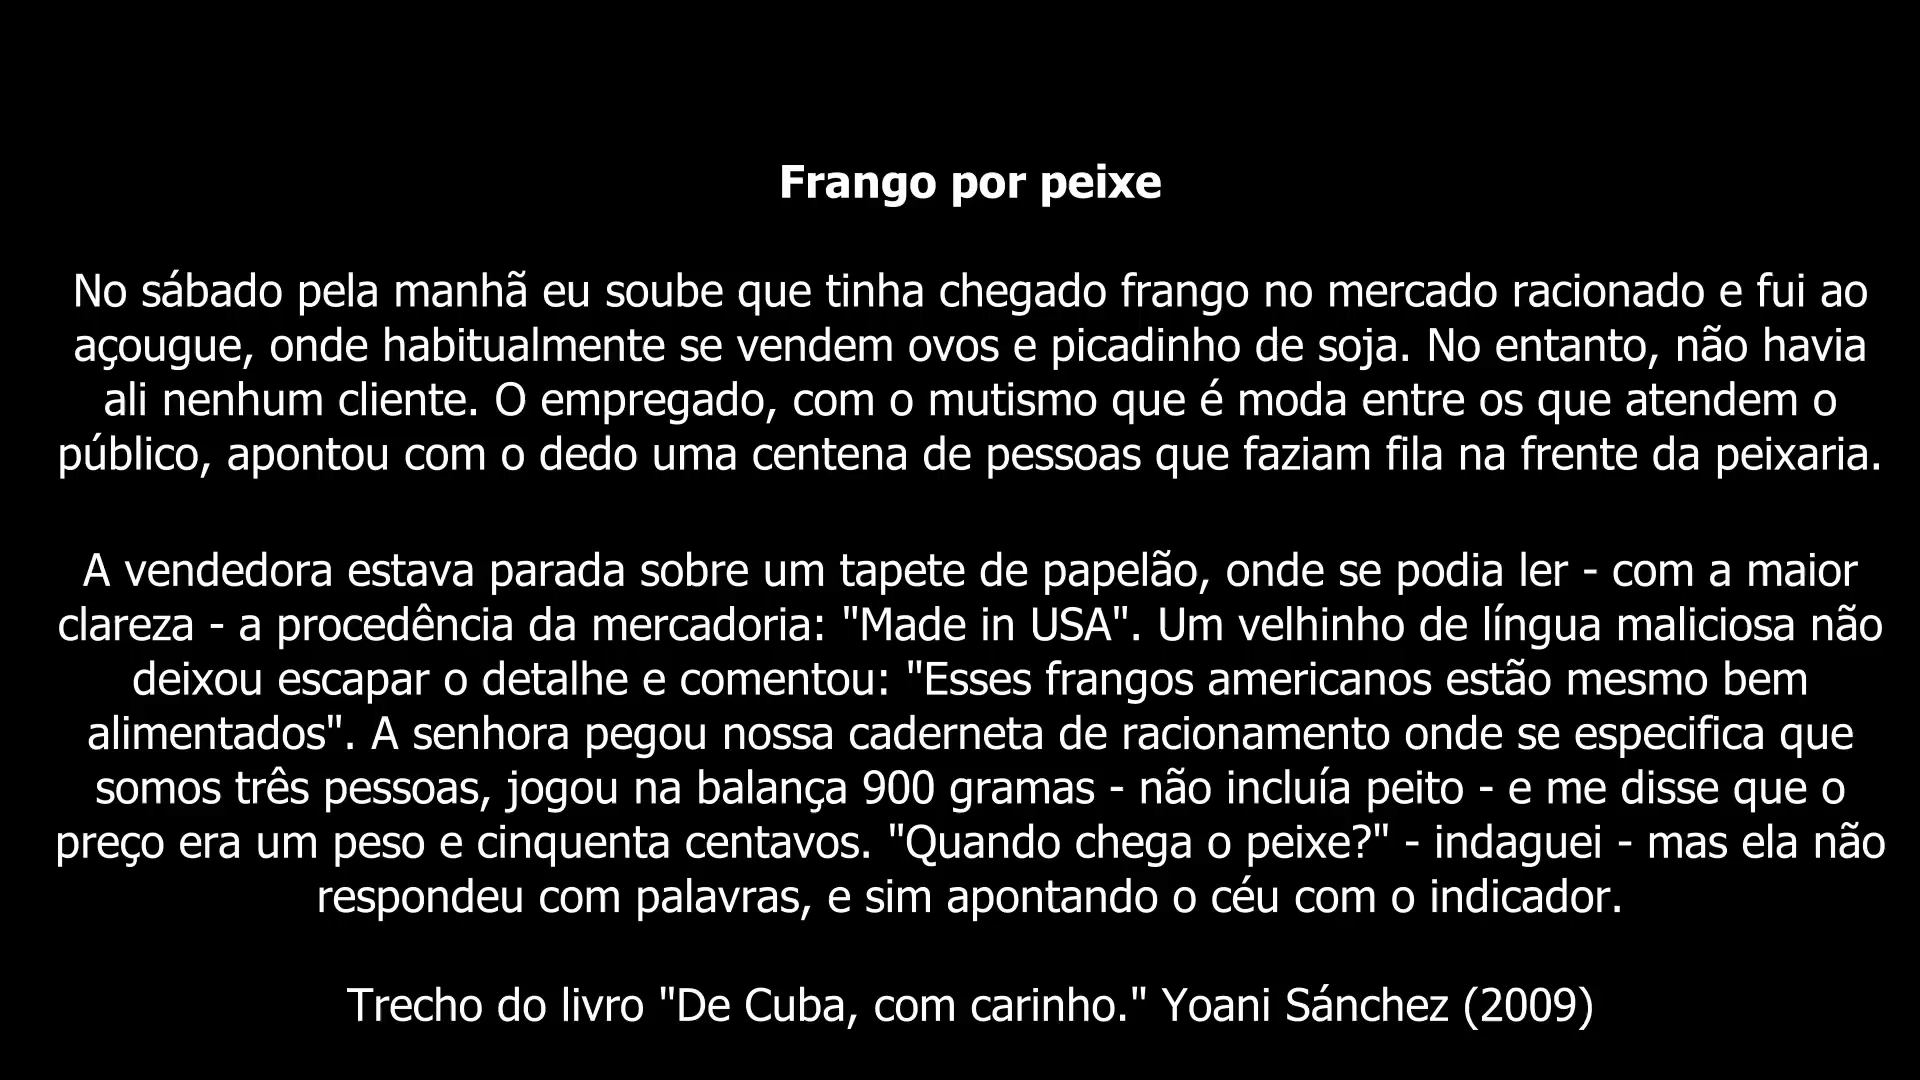 Frango por peixe
No sábado pela manhã eu soube que tinha chegado frango no mercado racionado e fui ao
açougue, onde habitualmente se vendem ovos e picadinho de soja. No entanto, não havia
ali nenhum cliente. O empregado, com o mutismo que é moda entre os que atendem o
público, apontou com o dedo uma centena de pessoas que faziam fila na frente da peixaria.
A vendedora estava parada sobre um tapete de papelão, onde se podia ler - com a maior
clareza - a procedência da mercadoria: "Made in USA". Um velhinho de língua maliciosa não
deixou escapar o detalhe e comentou: "Esses frangos americanos estão mesmo bem
alimentados". A senhora pegou nossa caderneta de racionamento onde se especifica que
somos três pessoas, jogou na balança 900 gramas - não incluía peito - e me disse que o
preço era um peso e cinquenta centavos. "Quando chega o peixe?" - indaguei - mas ela não
respondeu com palavras, e sim apontando o céu com o indicador.
Trecho do livro "De Cuba, com carinho." Yoani Sánchez (2009)